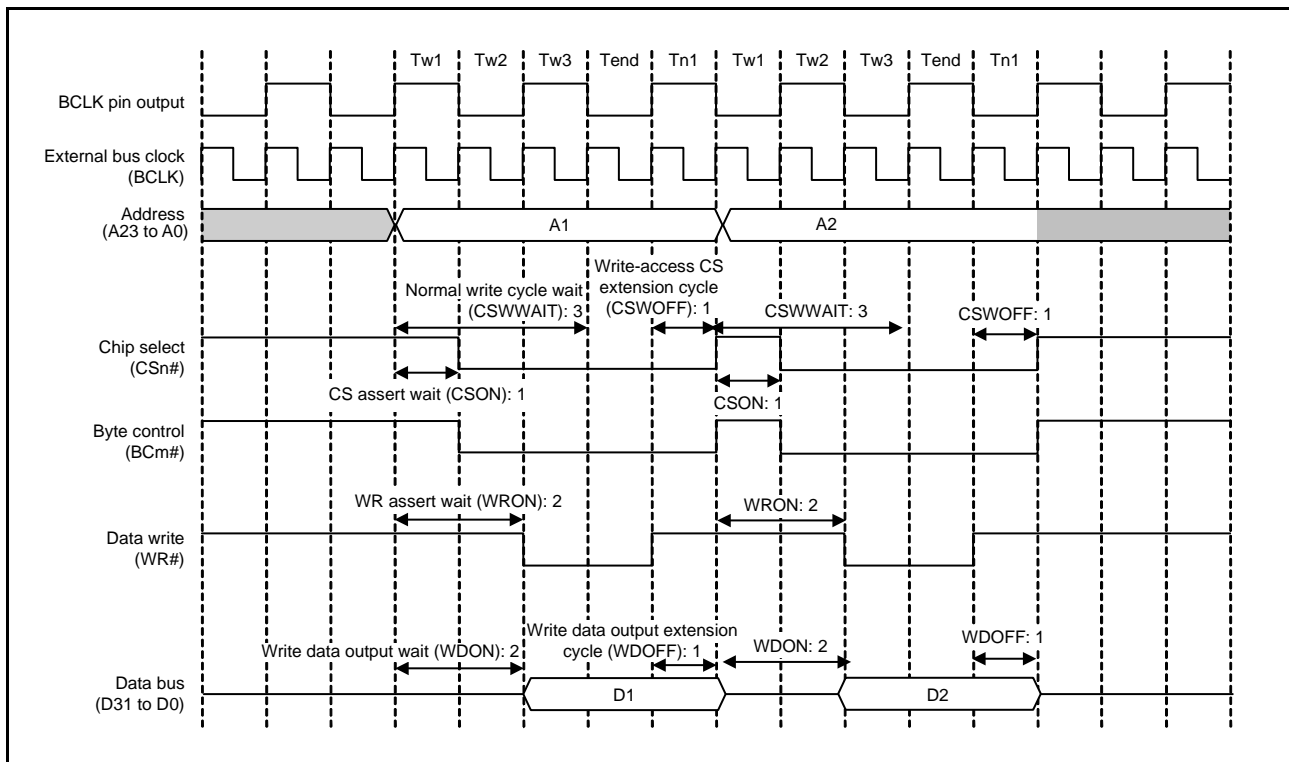 Tw1 Tw2 Tw3 Tend Tn1 Tw1 Tw2 Tw3 Tend Tn1
BCLK pin output
External bus clock
(BCLK)
Address
(A23 to A0)
A1 A2
Write-access CS
extension cycle
(CSWOFF): 1
Normal write cycle wait
(CSWWAIT): 3
CSWWAIT: 3
CSWOFF: 1
Chip select
(CSn#)
CS assert wait (CSON): 1
CSON: 1
Byte control
(BCm#)
WR assert wait (WRON): 2
WRON: 2
Data write
(WR#)
Write data output wait (WDON): 2
Write data output extension
cycle (WDOFF): 1
WDON: 2
WDOFF: 1
Data bus
(D31 to D0)
D1 D2